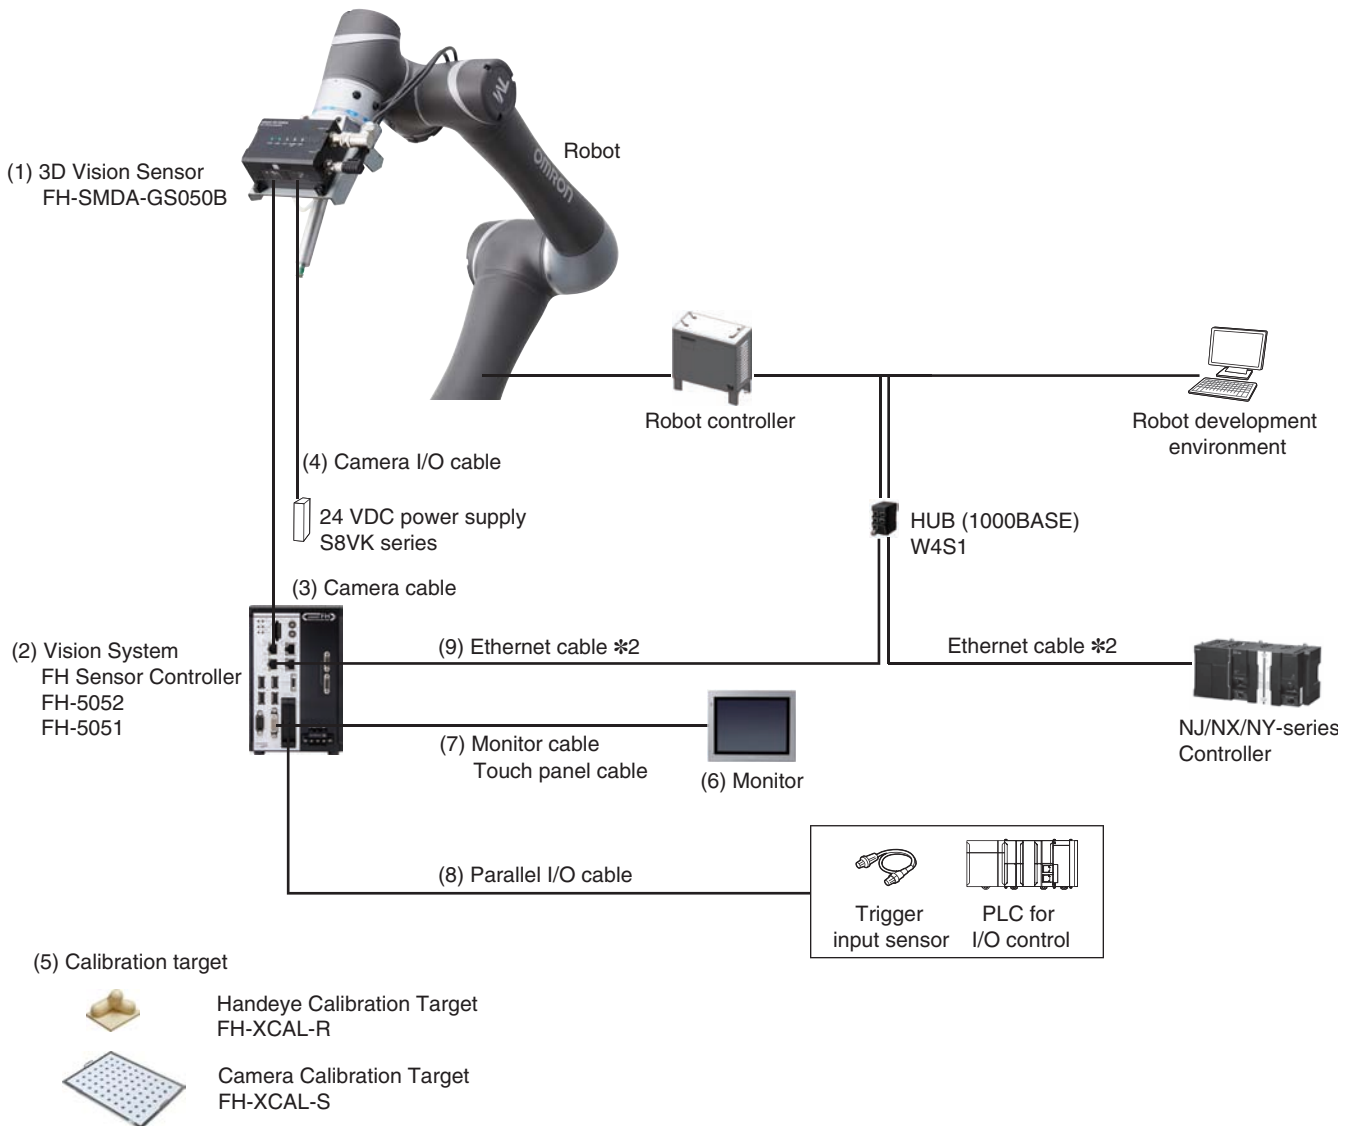 OMRON
Robot
(1) 3D Vision Sensor
FH-SMDA-GS050B
Robot controller
Robot development
environment
(4) Camera I/O cable
24 VDC power supply
S8VK series
HUB (1000BASE)
W4S1
(3) Camera cable
(2) Vision System
FH Sensor Controller
FH-5052
FH-5051
FH
(9) Ethernet cable ✻2
Ethernet cable ✻2
(7) Monitor cable
Touch panel cable
(6) Monitor
NJ/NX/NY-series
Controller
(8) Parallel I/O cable
Trigger
input sensor
PLC for
I/O control
(5) Calibration target
Handeye Calibration Target
FH-XCAL-R
Camera Calibration Target
FH-XCAL-S